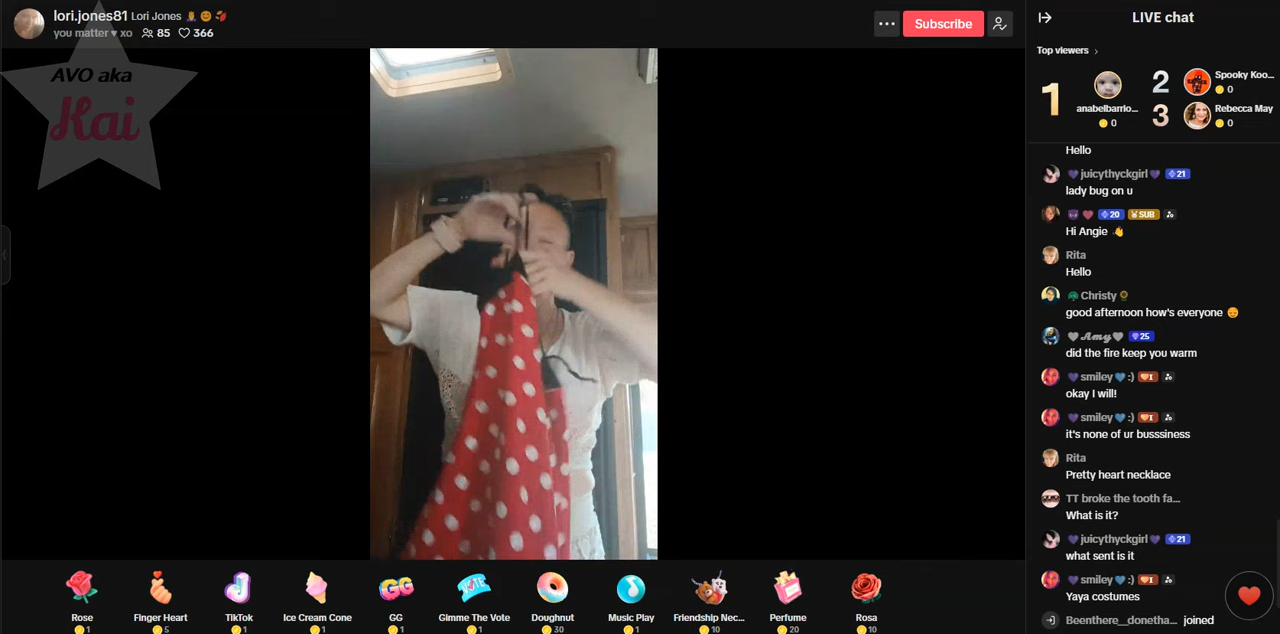 lori.jones81 Lori Jones
you matter ♥ xo 85 366
Subscribe
AVO aka
Kai
LIVE chat
Top viewers >
1 anabelbarrio... 0
2 Spooky Koo... 0
3 Rebecca May 0
Hello
💜juicythyckgirl💜 21
lady bug on u
20 SUB
Hi Angie 👋
Rita
Hello
Christy🌻
good afternoon how's everyone 😊
🤍𝓐𝓶𝔂🤍 25
did the fire keep you warm
💜smiley💙:) I
okay I will!
💜smiley💙:) I
it's none of ur busssiness
Rita
Pretty heart necklace
TT broke the tooth fa...
What is it?
💜juicythyckgirl💜 21
what sent is it
💜smiley💙:) I
Yaya costumes
Beenthere__donetha... joined
GG
VOTE
Rose
Finger Heart
TikTok
Ice Cream Cone
GG
Gimme The Vote
Doughnut
Music Play
Friendship Nec...
Perfume
Rosa
1
5
1
1
1
1
30
1
10
20
10